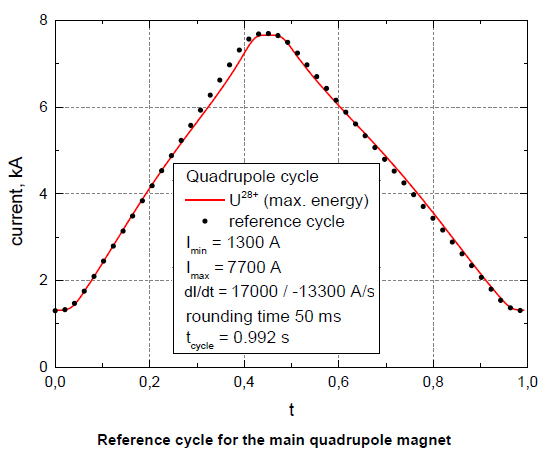 8
6
4
2
0
current, kA
Quadrupole cycle
U28+ (max. energy)
reference cycle
Imin = 1300 A
Imax = 7700 A
dI/dt = 17000 / -13300 A/s
rounding time 50 ms
tcycle = 0.992 s
0,0 0,2 0,4 0,6 0,8 1,0
t
Reference cycle for the main quadrupole magnet